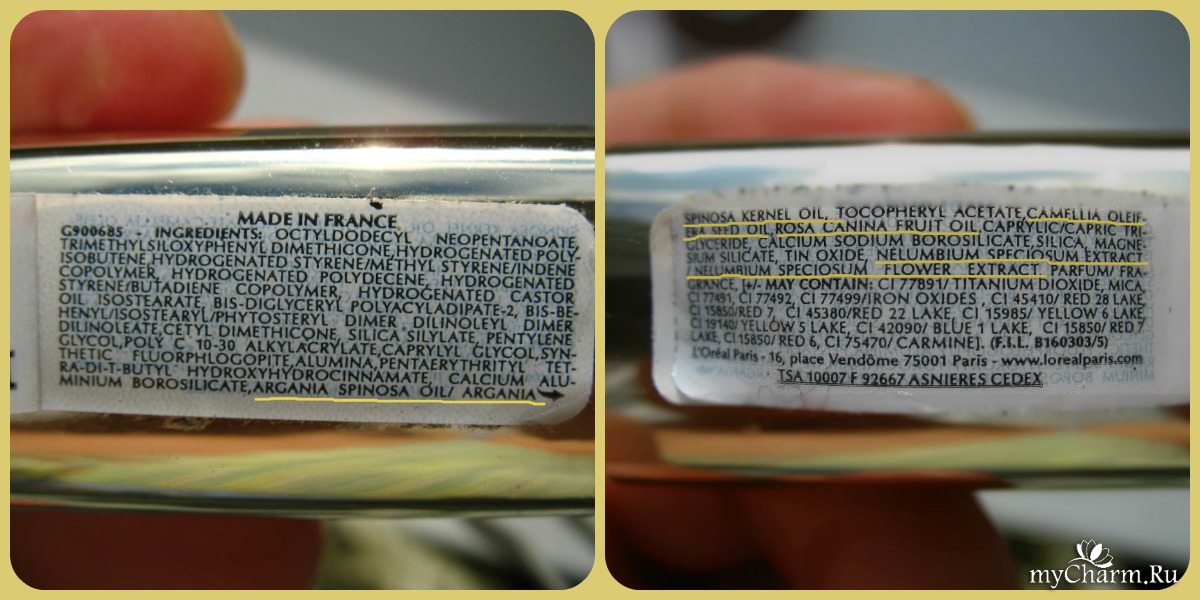 MADE IN FRANCE
G900685 - INGREDIENTS: OCTYLDODECYL NEOPENTANOATE,
TRIMETHYLSILOXYPHENYL DIMETHICONE, HYDROGENATED POLY-
ISOBUTENE, HYDROGENATED STYRENE/METHYL STYRENE/INDENE
COPOLYMER, HYDROGENATED POLYDECENE, HYDROGENATED
STYRENE/BUTADIENE COPOLYMER, HYDROGENATED CASTOR
OIL ISOSTEARATE, BIS-DIGLYCERYL POLYACYLADIPATE-2, BIS-BE-
HENYL/ISOSTEARYL/PHYTOSTERYL DIMER DILINOLEYL DIMER
DILINOLEATE, CETYL DIMETHICONE, SILICA SILYLATE, PENTYLENE
GLYCOL, POLY C 10-30 ALKYLACRYLATE, CAPRYLYL GLYCOL, SYN-
THETIC FLUORPHLOGOPITE, ALUMINA, PENTAERYTHRITYL TET-
RA-DI-T-BUTYL HYDROXYHYDROCINNAMATE, CALCIUM ALU-
MINIUM BOROSILICATE, ARGANIA SPINOSA OIL/ ARGANIA
SPINOSA KERNEL OIL, TOCOPHERYL ACETATE, CAMELLIA OLEIF-
ERA SEED OIL, ROSA CANINA FRUIT OIL, CAPRYLIC/CAPRIC TRI-
GLYCERIDE, CALCIUM SODIUM BOROSILICATE, SILICA, MAGNE-
SIUM SILICATE, TIN OXIDE, NELUMBIUM SPECIOSUM EXTRACT
/NELUMBIUM SPECIOSUM FLOWER EXTRACT, PARFUM/ FRA-
GRANCE, [+/- MAY CONTAIN: CI 77891/ TITANIUM DIOXIDE, MICA,
CI 77491, CI 77492, CI 77499/IRON OXIDES , CI 45410/ RED 28 LAKE,
CI 15850/RED 7, CI 45380/RED 22 LAKE, CI 15985/ YELLOW 6 LAKE,
CI 19140/ YELLOW 5 LAKE, CI 42090/ BLUE 1 LAKE, CI 15850/ RED 7
LAKE, CI 15850/ RED 6, CI 75470/ CARMINE]. (F.I.L. B160303/5)
L'Oréal Paris - 16, place Vendôme 75001 Paris - www.lorealparis.com
TSA 10007 F 92667 ASNIERES CEDEX
myCharm.Ru